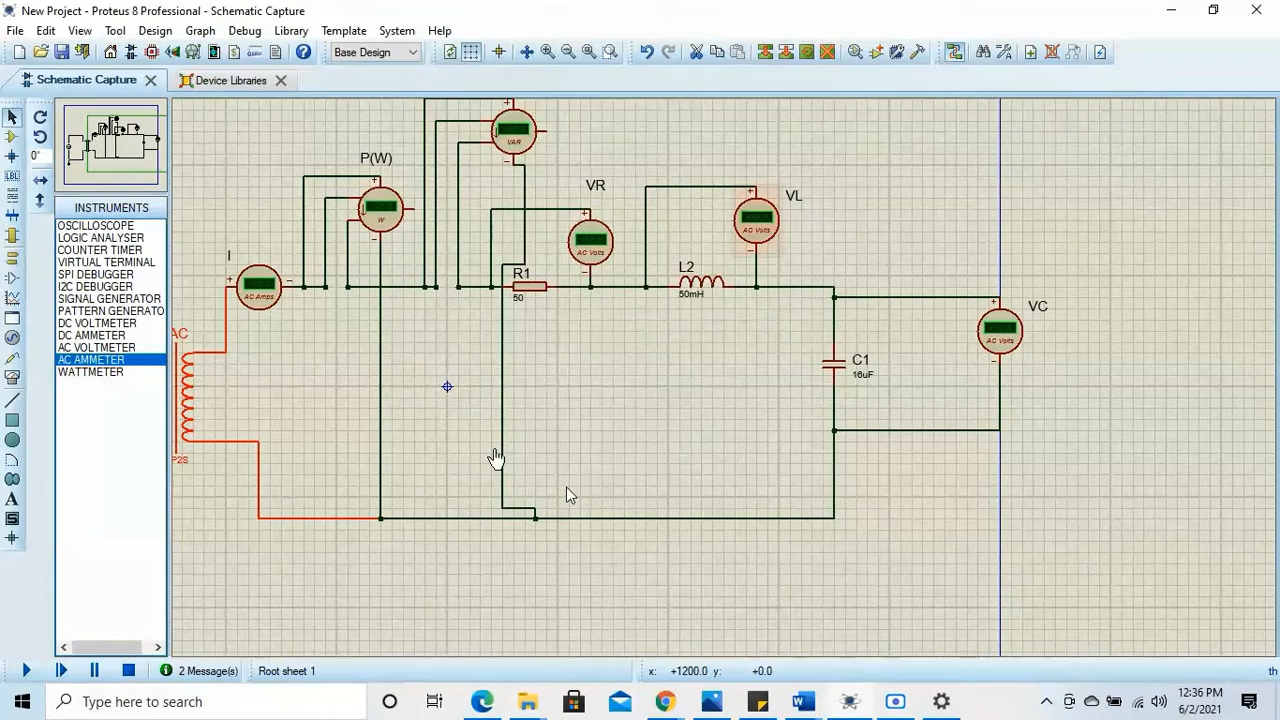 New Project - Proteus 8 Professional - Schematic Capture
File Edit View Tool Design Graph Debug Library Template System Help
Base Design
Schematic Capture
Device Libraries
0°
LBL
INSTRUMENTS
OSCILLOSCOPE
LOGIC ANALYSER
COUNTER TIMER
VIRTUAL TERMINAL
SPI DEBUGGER
I2C DEBUGGER
SIGNAL GENERATOR
PATTERN GENERATO
DC VOLTMETER
DC AMMETER
AC VOLTMETER
AC AMMETER
WATTMETER
A
S
VAR
P(W)
W
VR
AC Volts
VL
AC Volts
I
AC Amps
R1
50
L2
50mH
VC
AC Volts
AC
C1
16uF
P2S
2 Message(s)
Root sheet 1
x: +1200.0 y: +0.0
th
Type here to search
12:36 PM
6/2/2021